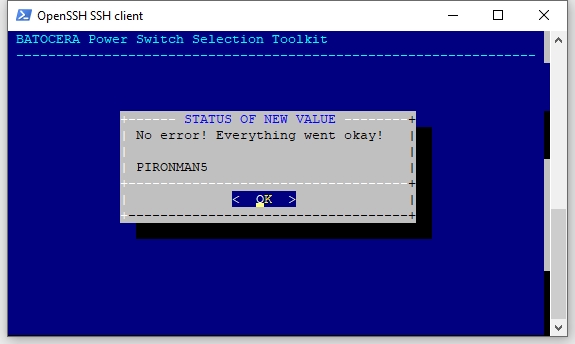 OpenSSH SSH client
BATOCERA Power Switch Selection Toolkit
STATUS OF NEW VALUE
No error! Everything went okay!
PIRONMAN5
< OK >